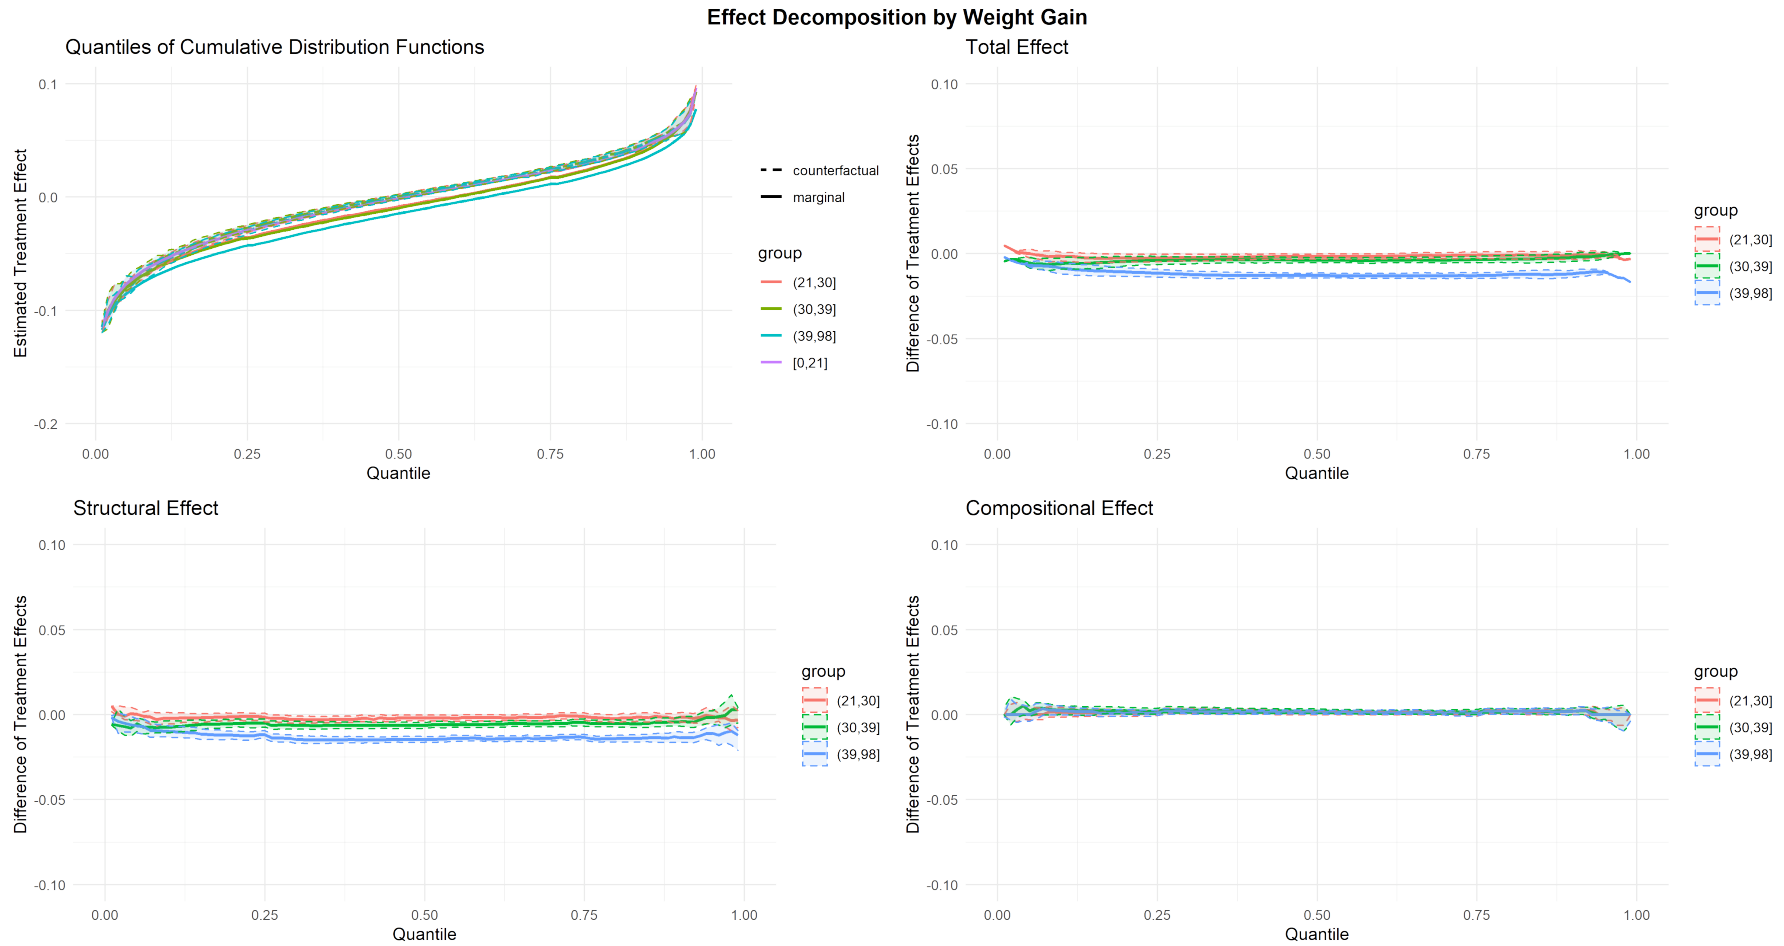 Effect Decomposition by Weight Gain
Quantiles of Cumulative Distribution Functions
Estimated Treatment Effect
0.1
0.0
-0.1
-0.2
0.00 0.25 0.50 0.75 1.00
Quantile
counterfactual
marginal
group
(21,30]
(30,39]
(39,98]
[0,21]
Total Effect
Difference of Treatment Effects
0.10
0.05
0.00
-0.05
-0.10
0.00 0.25 0.50 0.75 1.00
Quantile
group
(21,30]
(30,39]
(39,98]
Structural Effect
Difference of Treatment Effects
0.10
0.05
0.00
-0.05
-0.10
0.00 0.25 0.50 0.75 1.00
Quantile
group
(21,30]
(30,39]
(39,98]
Compositional Effect
Difference of Treatment Effects
0.10
0.05
0.00
-0.05
-0.10
0.00 0.25 0.50 0.75 1.00
Quantile
group
(21,30]
(30,39]
(39,98]